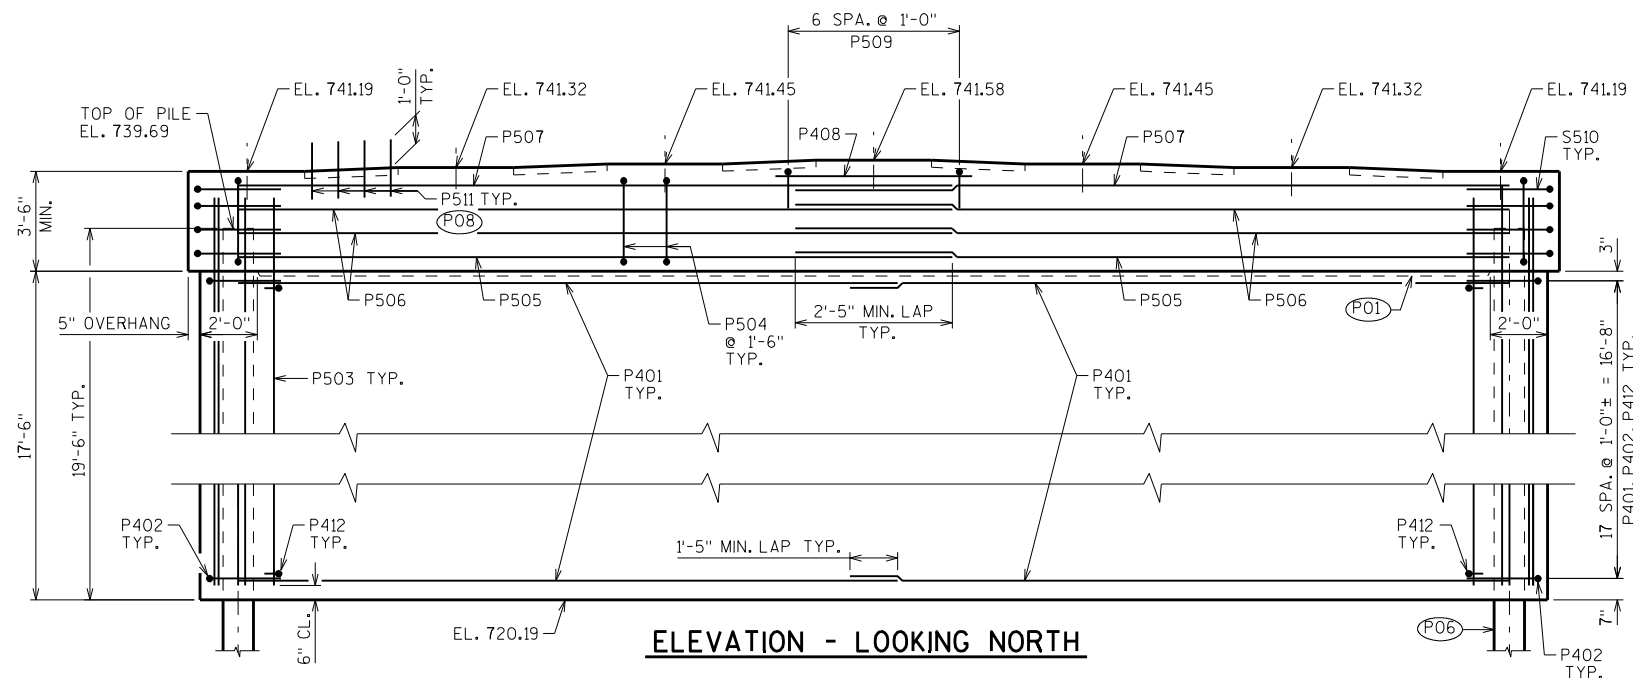 6 SPA. @ 1'-0"
P509
EL. 741.19
1'-0"
TYP.
EL. 741.32
EL. 741.45
EL. 741.58
EL. 741.45
EL. 741.32
EL. 741.19
TOP OF PILE
EL. 739.69
P507
P408
P507
S510
TYP.
3'-6"
MIN.
P511 TYP.
P08
P506
P505
P505
P506
3"
5" OVERHANG
2'-0"
P504
@ 1'-6"
TYP.
2'-5" MIN. LAP
TYP.
P01
2'-0"
P503 TYP.
P401
TYP.
P401
TYP.
17'-6"
19'-6" TYP.
17 SPA. @ 1'-0"± = 16'-8"
P401, P402, P412 TYP.
P402
TYP.
P412
TYP.
1'-5" MIN. LAP TYP.
P412
TYP.
6" CL.
EL. 720.19
ELEVATION - LOOKING NORTH
P06
7"
P402
TYP.